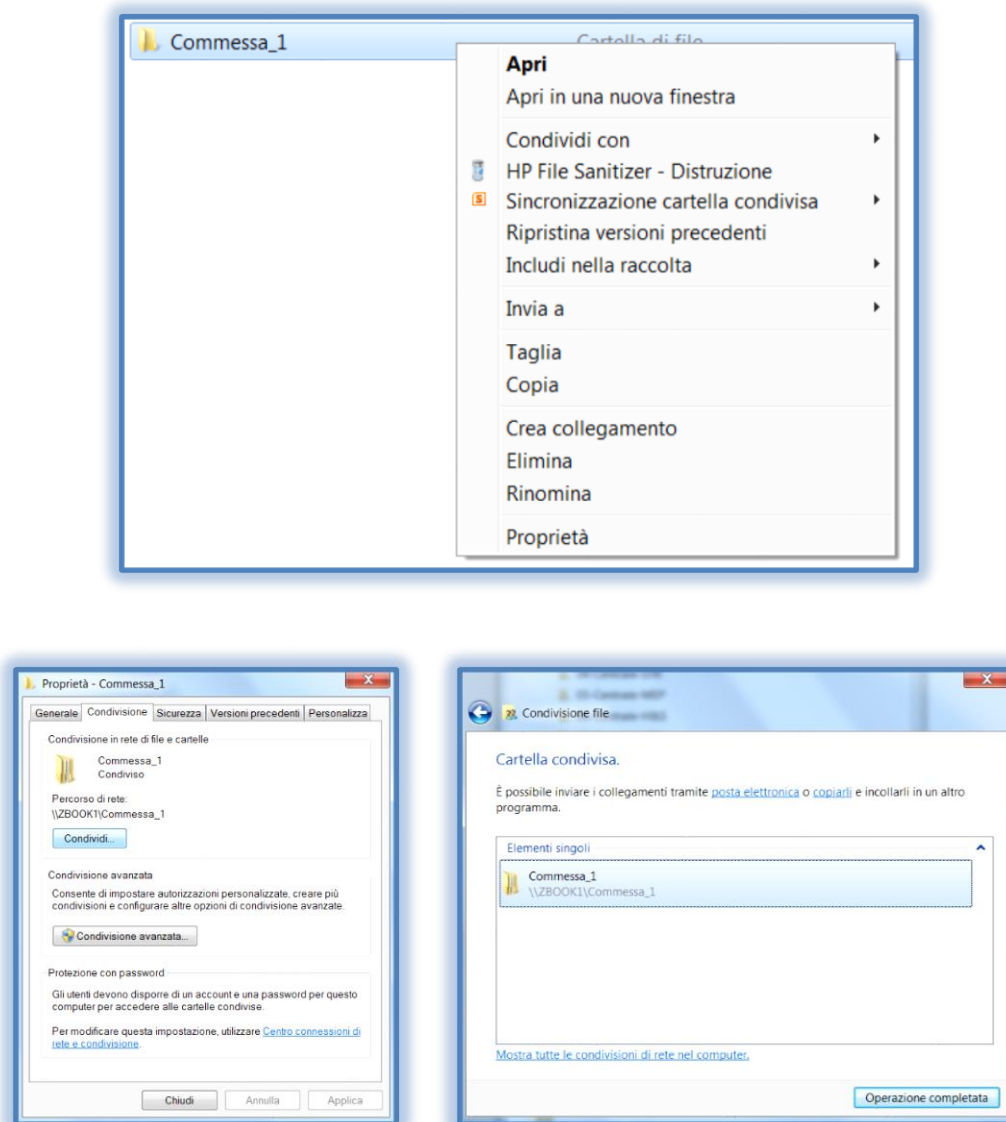 Commessa_1 Cartella di file
Apri
Apri in una nuova finestra
Condividi con
HP File Sanitizer - Distruzione
S Sincronizzazione cartella condivisa
Ripristina versioni precedenti
Includi nella raccolta
Invia a
Taglia
Copia
Crea collegamento
Elimina
Rinomina
Proprietà
Proprietà - Commessa_1
Generale Condivisione Sicurezza Versioni precedenti Personalizza
Condivisione in rete di file e cartelle
Commessa_1
Condiviso
Percorso di rete:
\\ZBOOK1\Commessa_1
Condividi...
Condivisione avanzata
Consente di impostare autorizzazioni personalizzate, creare più
condivisioni e configurare altre opzioni di condivisione avanzate.
Condivisione avanzata...
Protezione con password
Gli utenti devono disporre di un account e una password per questo
computer per accedere alle cartelle condivise.
Per modificare questa impostazione, utilizzare Centro connessioni di
rete e condivisione.
Chiudi Annulla Applica
Condivisione file
Cartella condivisa.
È possibile inviare i collegamenti tramite posta elettronica o copiarli e incollarli in un altro
programma.
Elementi singoli
Commessa_1
\\ZBOOK1\Commessa_1
Mostra tutte le condivisioni di rete nel computer.
Operazione completata